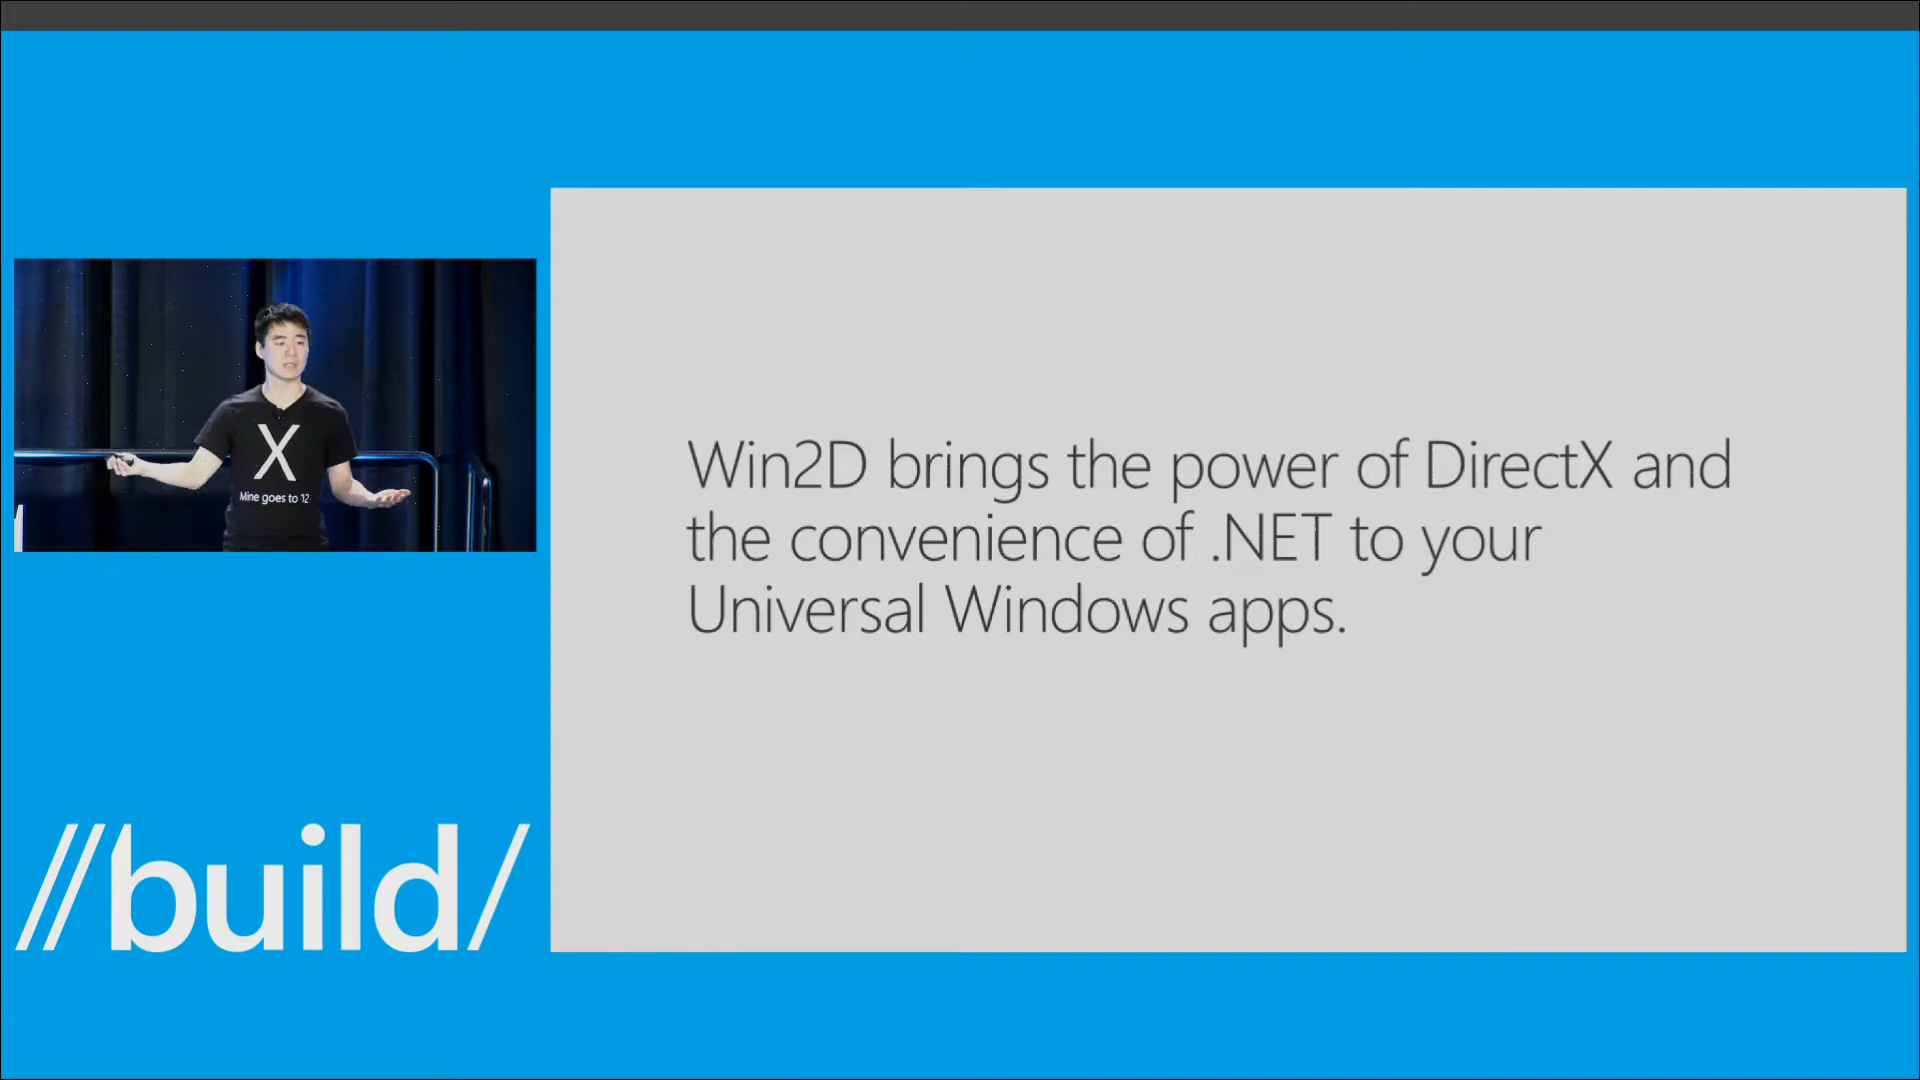 X
Mine goes to 12
Win2D brings the power of DirectX and
the convenience of .NET to your
Universal Windows apps.
//build/